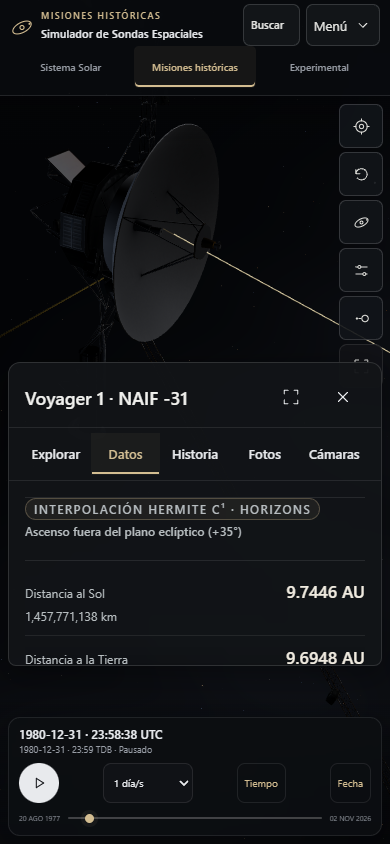 MISIONES HISTÓRICAS
Simulador de Sondas Espaciales
Buscar
Menú
Sistema Solar
Misiones históricas
Experimental
Voyager 1 · NAIF -31
Explorar
Datos
Historia
Fotos
Cámaras
INTERPOLACIÓN HERMITE C¹ · HORIZONS
Ascenso fuera del plano eclíptico (+35°)
Distancia al Sol
9.7446 AU
1,457,771,138 km
Distancia a la Tierra
9.6948 AU
1980-12-31 · 23:58:38 UTC
1980-12-31 · 23:59 TDB · Pausado
1 día/s
Tiempo
Fecha
20 AGO 1977
02 NOV 2026